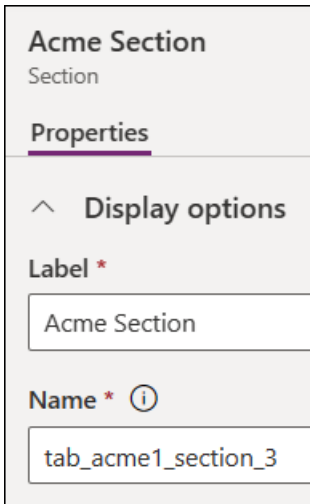 Acme Section
Section
Properties
Display options
Label *
Acme Section
Name *
tab_acme1_section_3